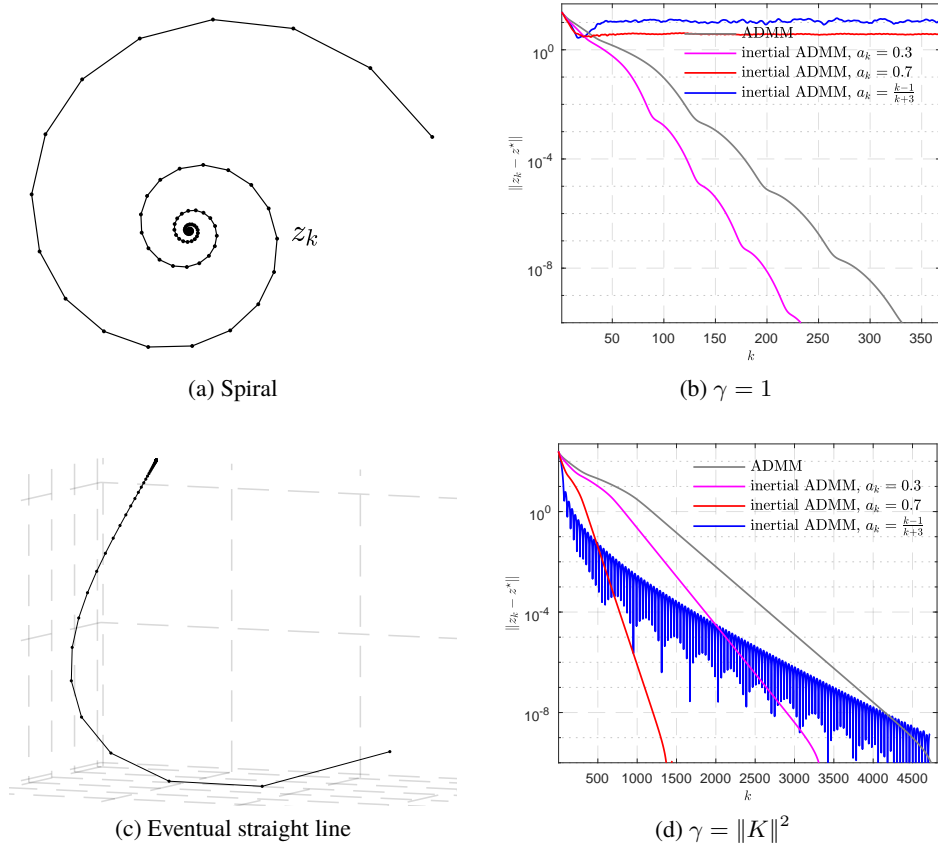 z_k
(a) Spiral
10^0
10^{-4}
10^{-8}
‖z_k − z^⋆‖
ADMM
inertial ADMM, a_k = 0.3
inertial ADMM, a_k = 0.7
inertial ADMM, a_k = \frac{k-1}{k+3}
50 100 150 200 250 300 350
k
(b) γ = 1
(c) Eventual straight line
10^0
10^{-4}
10^{-8}
‖z_k − z^⋆‖
ADMM
inertial ADMM, a_k = 0.3
inertial ADMM, a_k = 0.7
inertial ADMM, a_k = \frac{k-1}{k+3}
500 1000 1500 2000 2500 3000 3500 4000 4500
k
(d) γ = ‖K‖^2